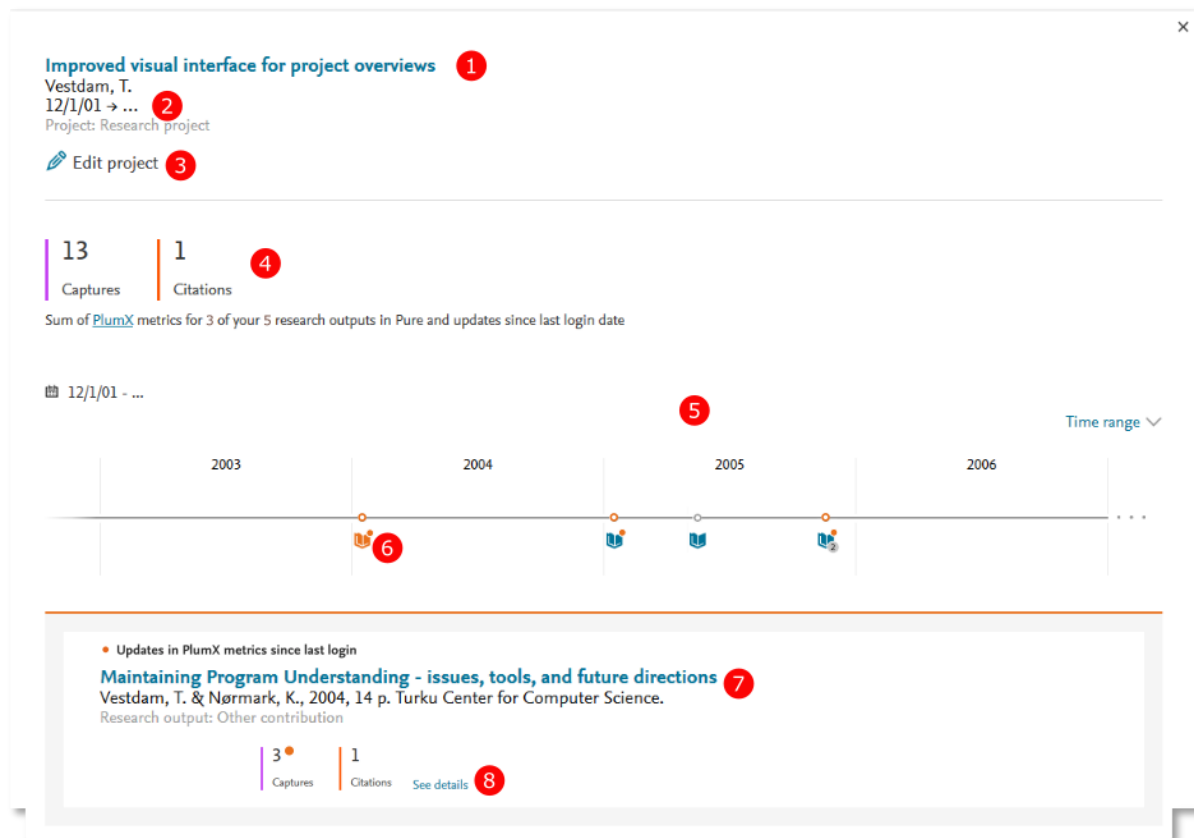 ×
Improved visual interface for project overviews 1
Vestdam, T.
12/1/01 → ... 2
Project: Research project
Edit project 3
13 1 4
Captures Citations
Sum of PlumX metrics for 3 of your 5 research outputs in Pure and updates since last login date
12/1/01 - ...
5
Time range
2003 2004 2005 2006
6
2
• Updates in PlumX metrics since last login
Maintaining Program Understanding - issues, tools, and future directions 7
Vestdam, T. & Nørmark, K., 2004, 14 p. Turku Center for Computer Science.
Research output: Other contribution
3 1
Captures Citations See details 8